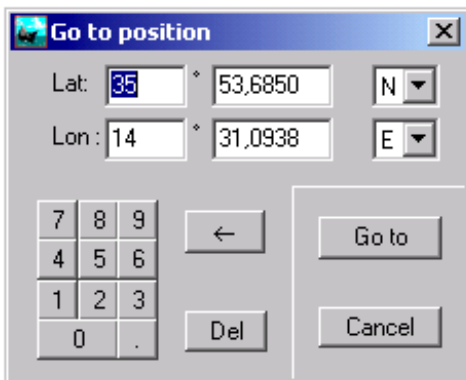 Go to position
Lat: 35 ° 53,6850 N
Lon : 14 ° 31,0938 E
7 8 9 ← Go to
4 5 6
1 2 3 Del Cancel
0 .